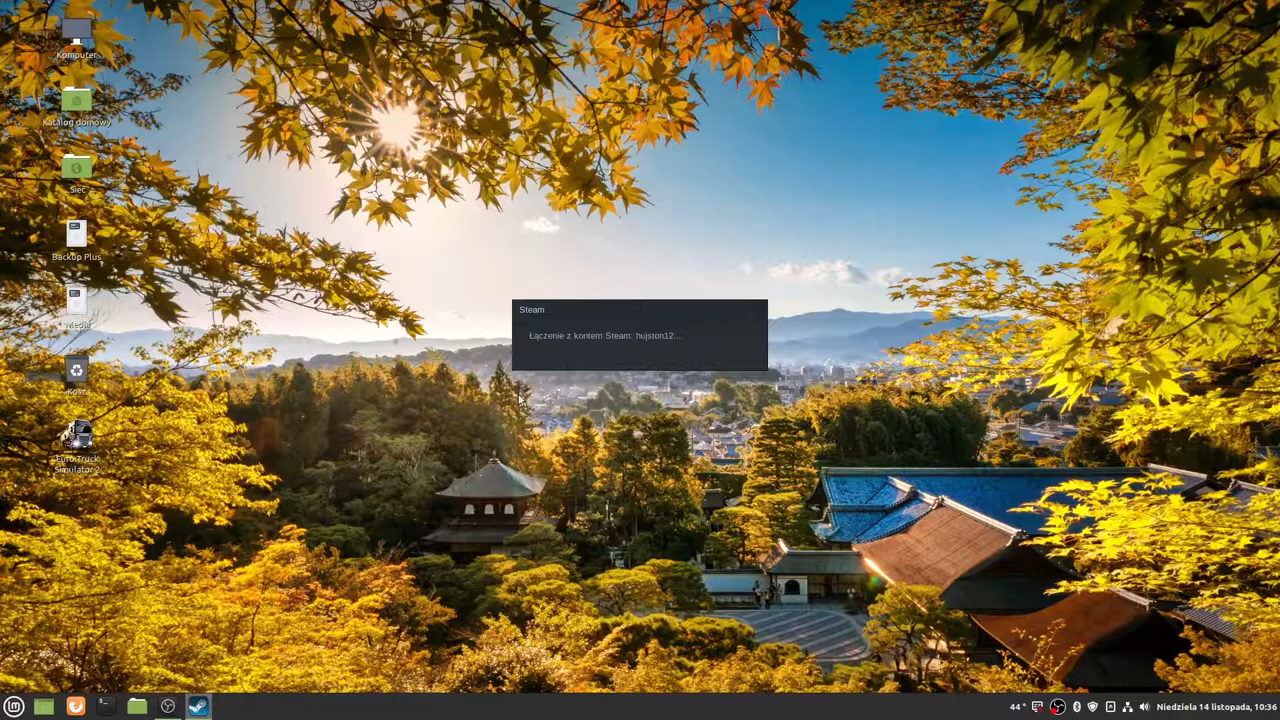 Komputer
Katalog domowy
Sieć
Backup Plus
Media
Kosz
Euro Truck
Simulator 2
Steam
Łączenie z kontem Steam: hujston12...
44 °
Niedziela 14 listopada, 10:36